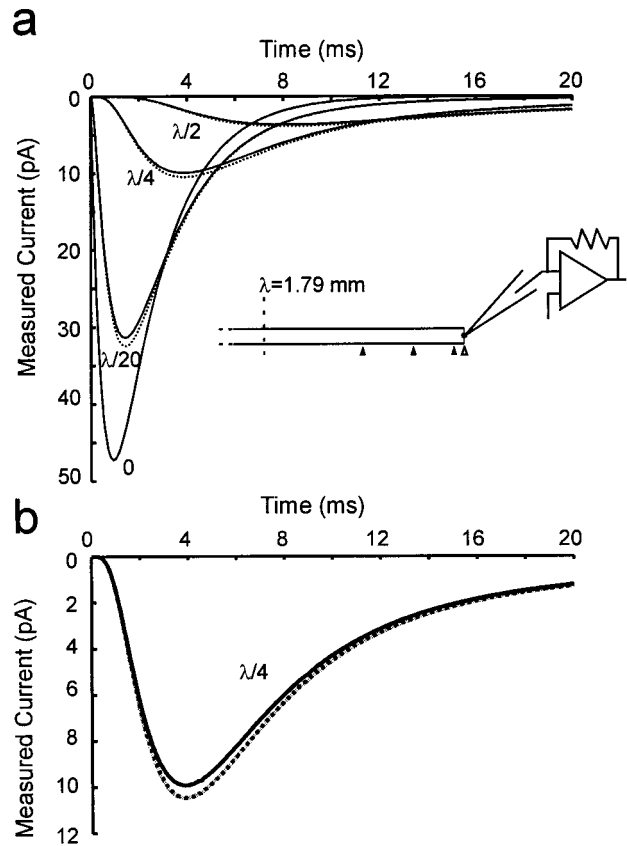 a
Time (ms)
0 4 8 12 16 20
0
10
20
30
40
50
Measured Current (pA)
λ/2
λ/4
λ/20
0
λ=1.79 mm
b
Time (ms)
0 4 8 12 16 20
0
2
4
6
8
10
12
Measured Current (pA)
λ/4